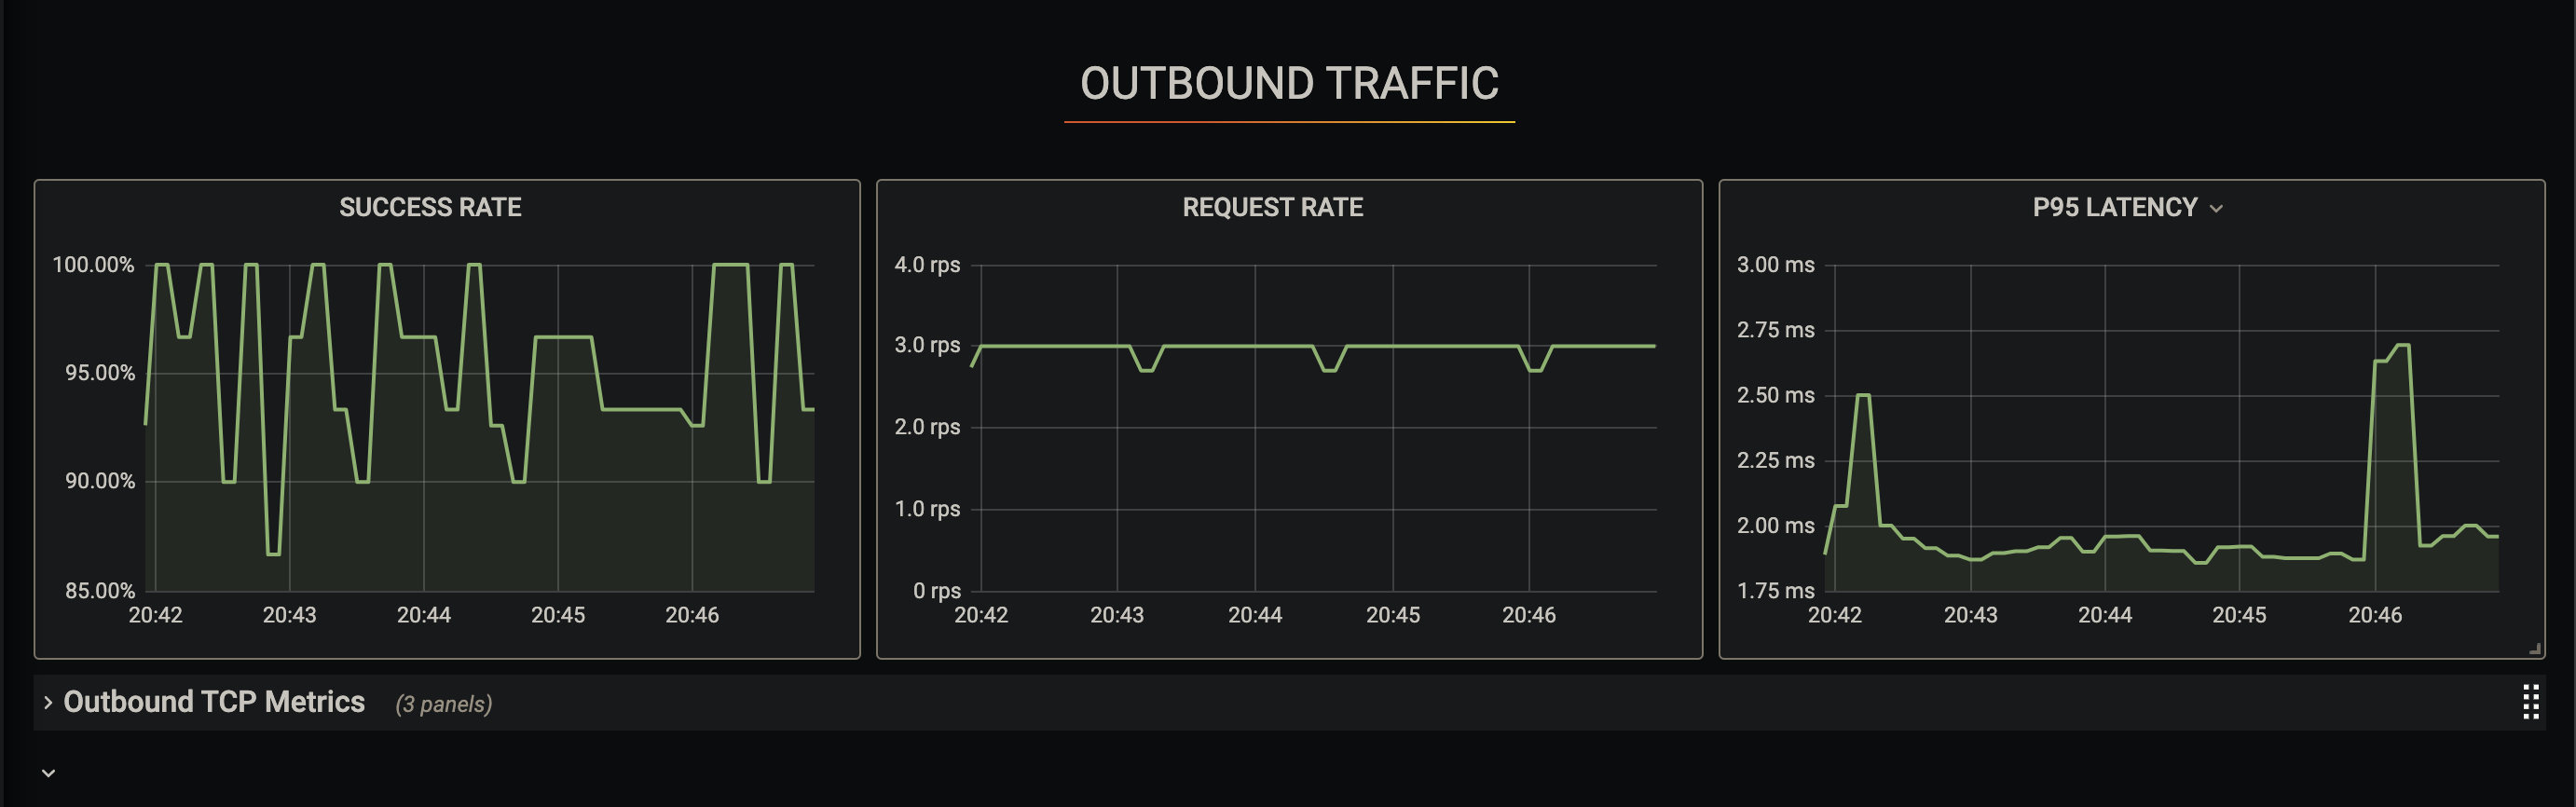 OUTBOUND TRAFFIC
SUCCESS RATE
100.00%
95.00%
90.00%
85.00%
20:42 20:43 20:44 20:45 20:46
REQUEST RATE
4.0 rps
3.0 rps
2.0 rps
1.0 rps
0 rps
20:42 20:43 20:44 20:45 20:46
P95 LATENCY
3.00 ms
2.75 ms
2.50 ms
2.25 ms
2.00 ms
1.75 ms
20:42 20:43 20:44 20:45 20:46
Outbound TCP Metrics (3 panels)